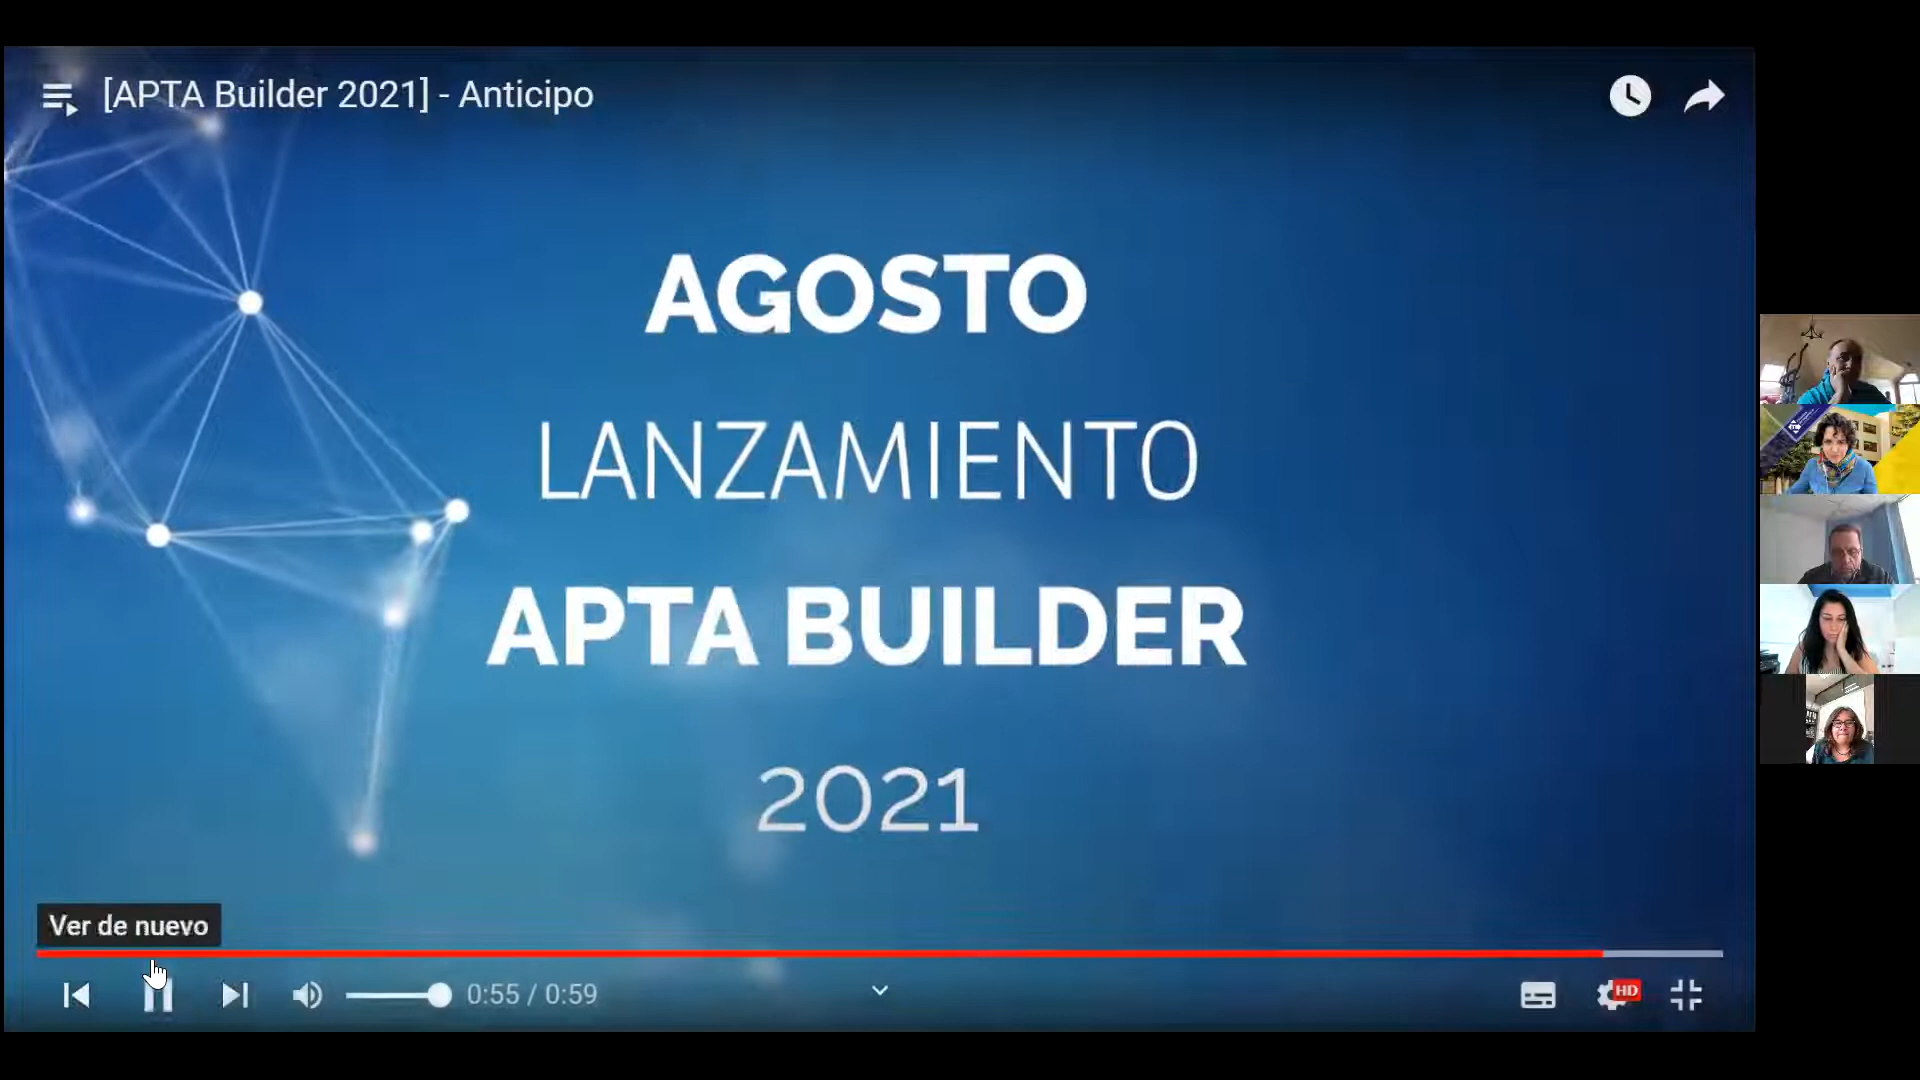 [APTA Builder 2021] - Anticipo
AGOSTO
LANZAMIENTO
APTA BUILDER
2021
Ver de nuevo
0:55 / 0:59
HD